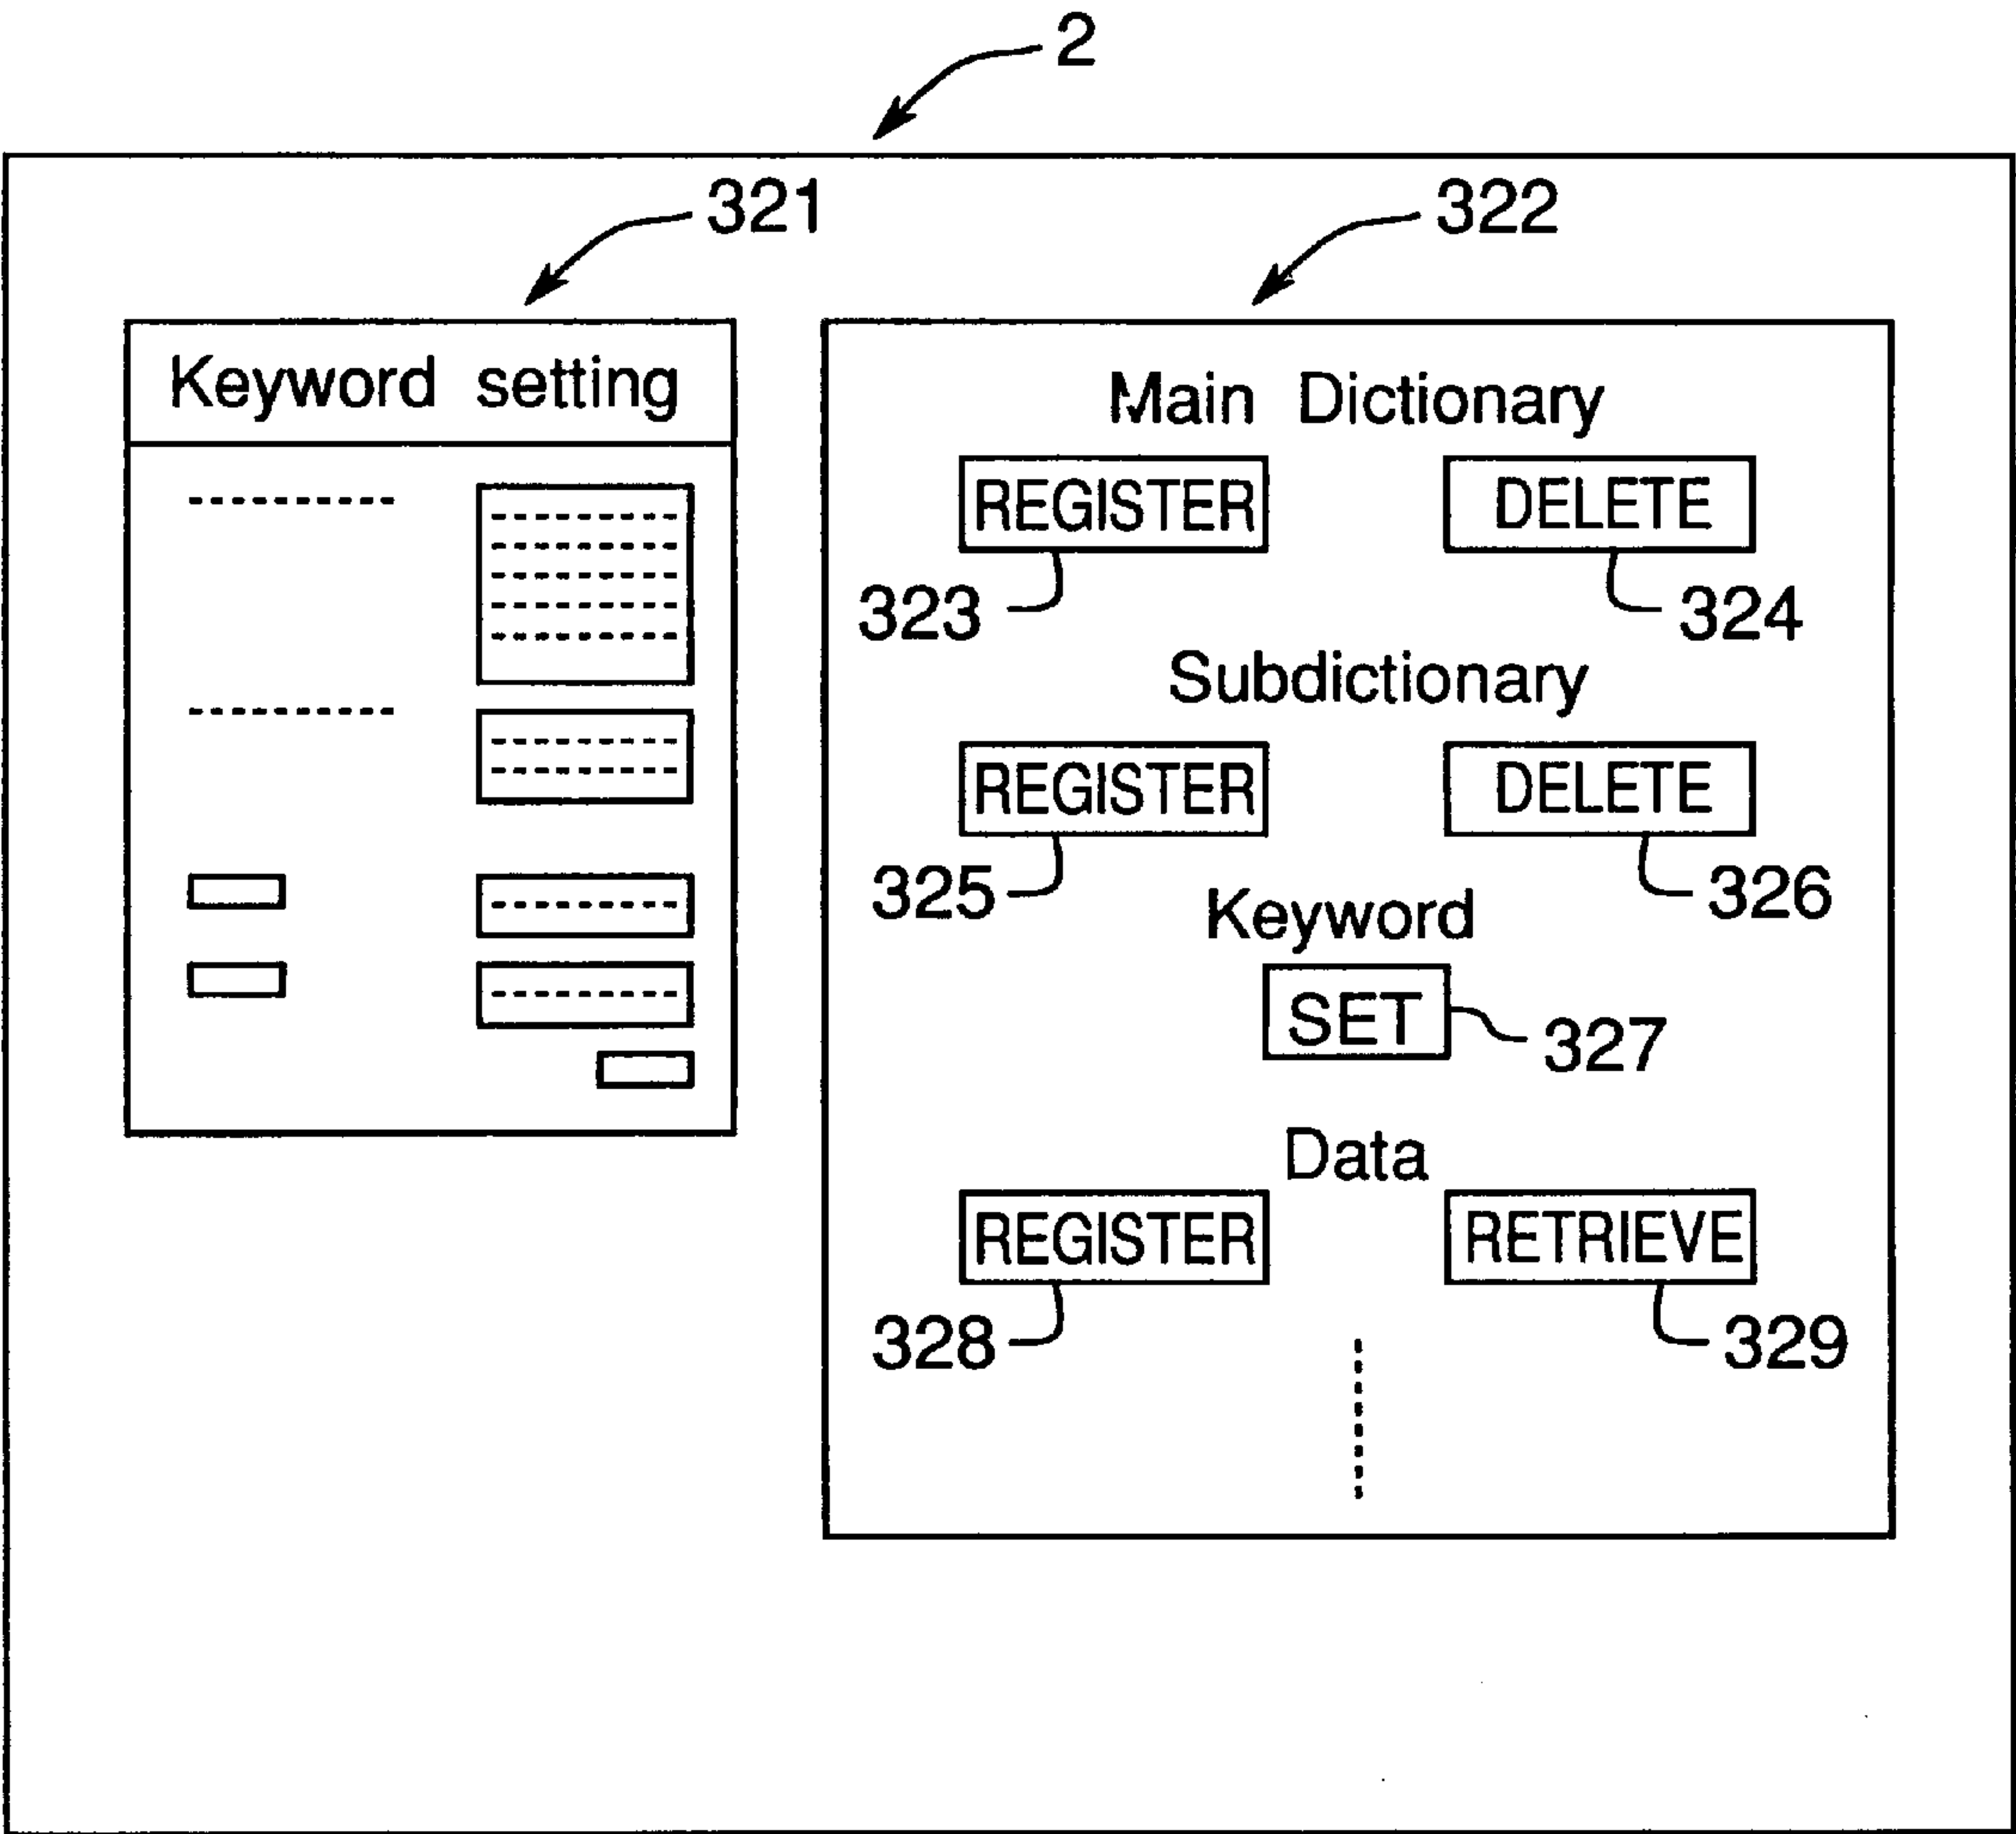 2
321
322
Keyword setting
Main Dictionary
REGISTER DELETE
323 324
Subdictionary
REGISTER DELETE
325 326
Keyword
SET
327
Data
REGISTER RETRIEVE
328 329